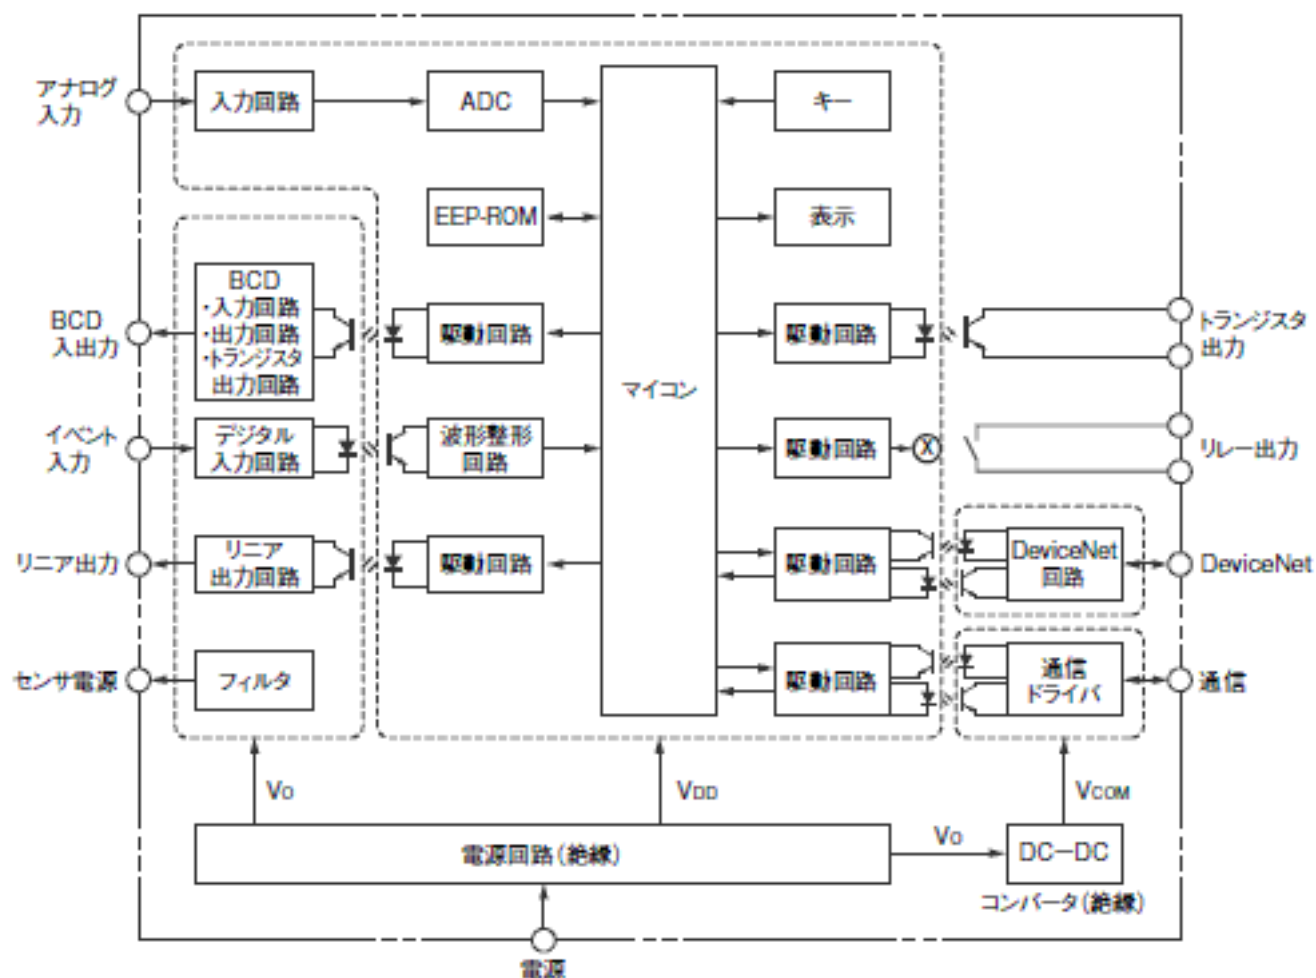 アナログ
入力
入力回路
ADC
キー
EEP-ROM
表示
BCD
入出力
BCD
・入力回路
・出力回路
・トランジスタ
出力回路
駆動回路
マイコン
駆動回路
トランジスタ
出力
イベント
入力
デジタル
入力回路
波形整形
回路
駆動回路
X
リレー出力
リニア出力
リニア
出力回路
駆動回路
駆動回路
DeviceNet
回路
DeviceNet
センサ電源
フィルタ
駆動回路
通信
ドライバ
通信
VO
VDD
VCOM
電源回路(絶縁)
VO
DC-DC
コンバータ(絶縁)
電源